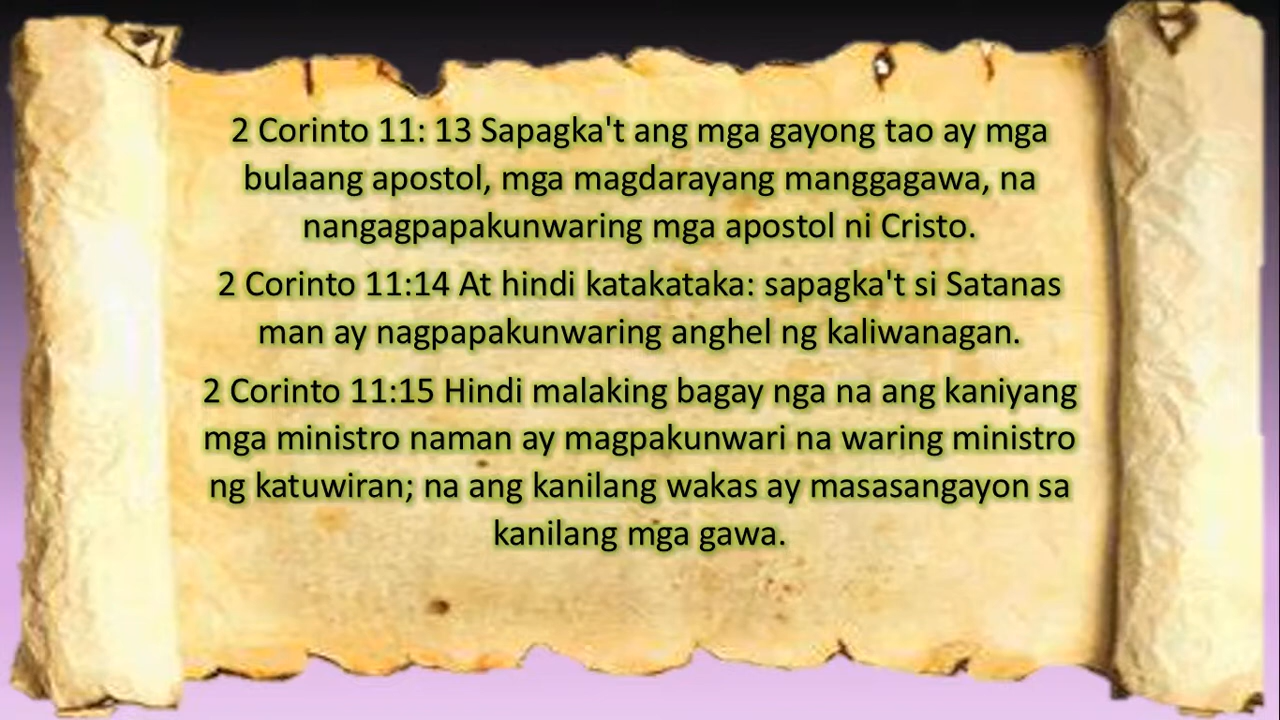 2 Corinto 11: 13 Sapagka't ang mga gayong tao ay mga
bulaang apostol, mga magdarayang manggagawa, na
nangagpapakunwaring mga apostol ni Cristo.
2 Corinto 11:14 At hindi katakataka: sapagka't si Satanas
man ay nagpapakunwaring anghel ng kaliwanagan.
2 Corinto 11:15 Hindi malaking bagay nga na ang kaniyang
mga ministro naman ay magpakunwari na waring ministro
ng katuwiran; na ang kanilang wakas ay masasangayon sa
kanilang mga gawa.